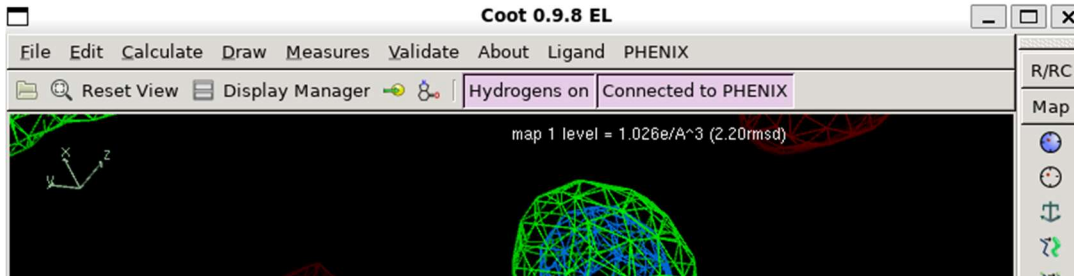 Coot 0.9.8 EL
File Edit Calculate Draw Measures Validate About Ligand PHENIX
Reset View Display Manager Hydrogens on Connected to PHENIX
R/RC
Map
map 1 level = 1.026e/A^3 (2.20rmsd)
x z
y